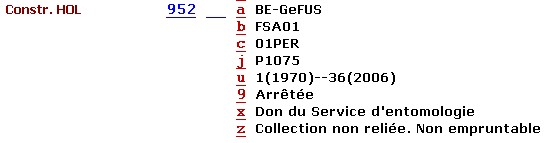 Constr. HOL 952 __ a BE-GeFUS
b FSA01
c 01PER
j P1075
u 1(1970)--36(2006)
9 Arrêtée
x Don du Service d'entomologie
z Collection non reliée. Non empruntable